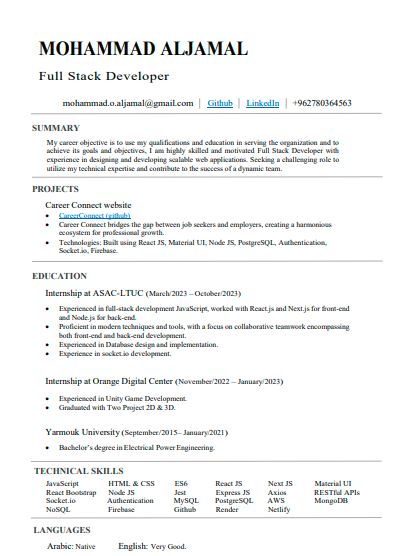 MOHAMMAD ALJAMAL
Full Stack Developer
mohammad.o.aljamal@gmail.com | Github | LinkedIn | +962780364563
SUMMARY
My career objective is to use my qualifications and education in serving the organization and to
achieve its goals and objectives, I am highly skilled and motivated Full Stack Developer with
experience in designing and developing scalable web applications. Seeking a challenging role to
utilize my technical expertise and contribute to the success of a dynamic team.
PROJECTS
Career Connect website
• CareerConnect (github)
• Career Connect bridges the gap between job seekers and employers, creating a harmonious
ecosystem for professional growth.
• Technologies: Built using React JS, Material UI, Node JS, PostgreSQL, Authentication,
Socket.io, Firebase.
EDUCATION
Internship at ASAC-LTUC (March/2023 – October/2023)
• Experienced in full-stack development JavaScript, worked with React.js and Next.js for front-end
and Node.js for back-end.
• Proficient in modern techniques and tools, with a focus on collaborative teamwork encompassing
both front-end and back-end development.
• Experienced in Database design and implementation.
• Experience in socket.io development.
Internship at Orange Digital Center (November/2022 – January/2023)
• Experienced in Unity Game Development.
• Graduated with Two Project 2D & 3D.
Yarmouk University (September/2015– January/2021)
• Bachelor’s degree in Electrical Power Engineering.
TECHNICAL SKILLS
JavaScript HTML & CSS ES6 React JS Next JS Material UI
React Bootstrap Node JS Jest Express JS Axios RESTful APIs
Socket.io Authentication MySQL PostgreSQL AWS MongoDB
NoSQL Firebase Github Render Netlify
LANGUAGES
Arabic: Native English: Very Good.